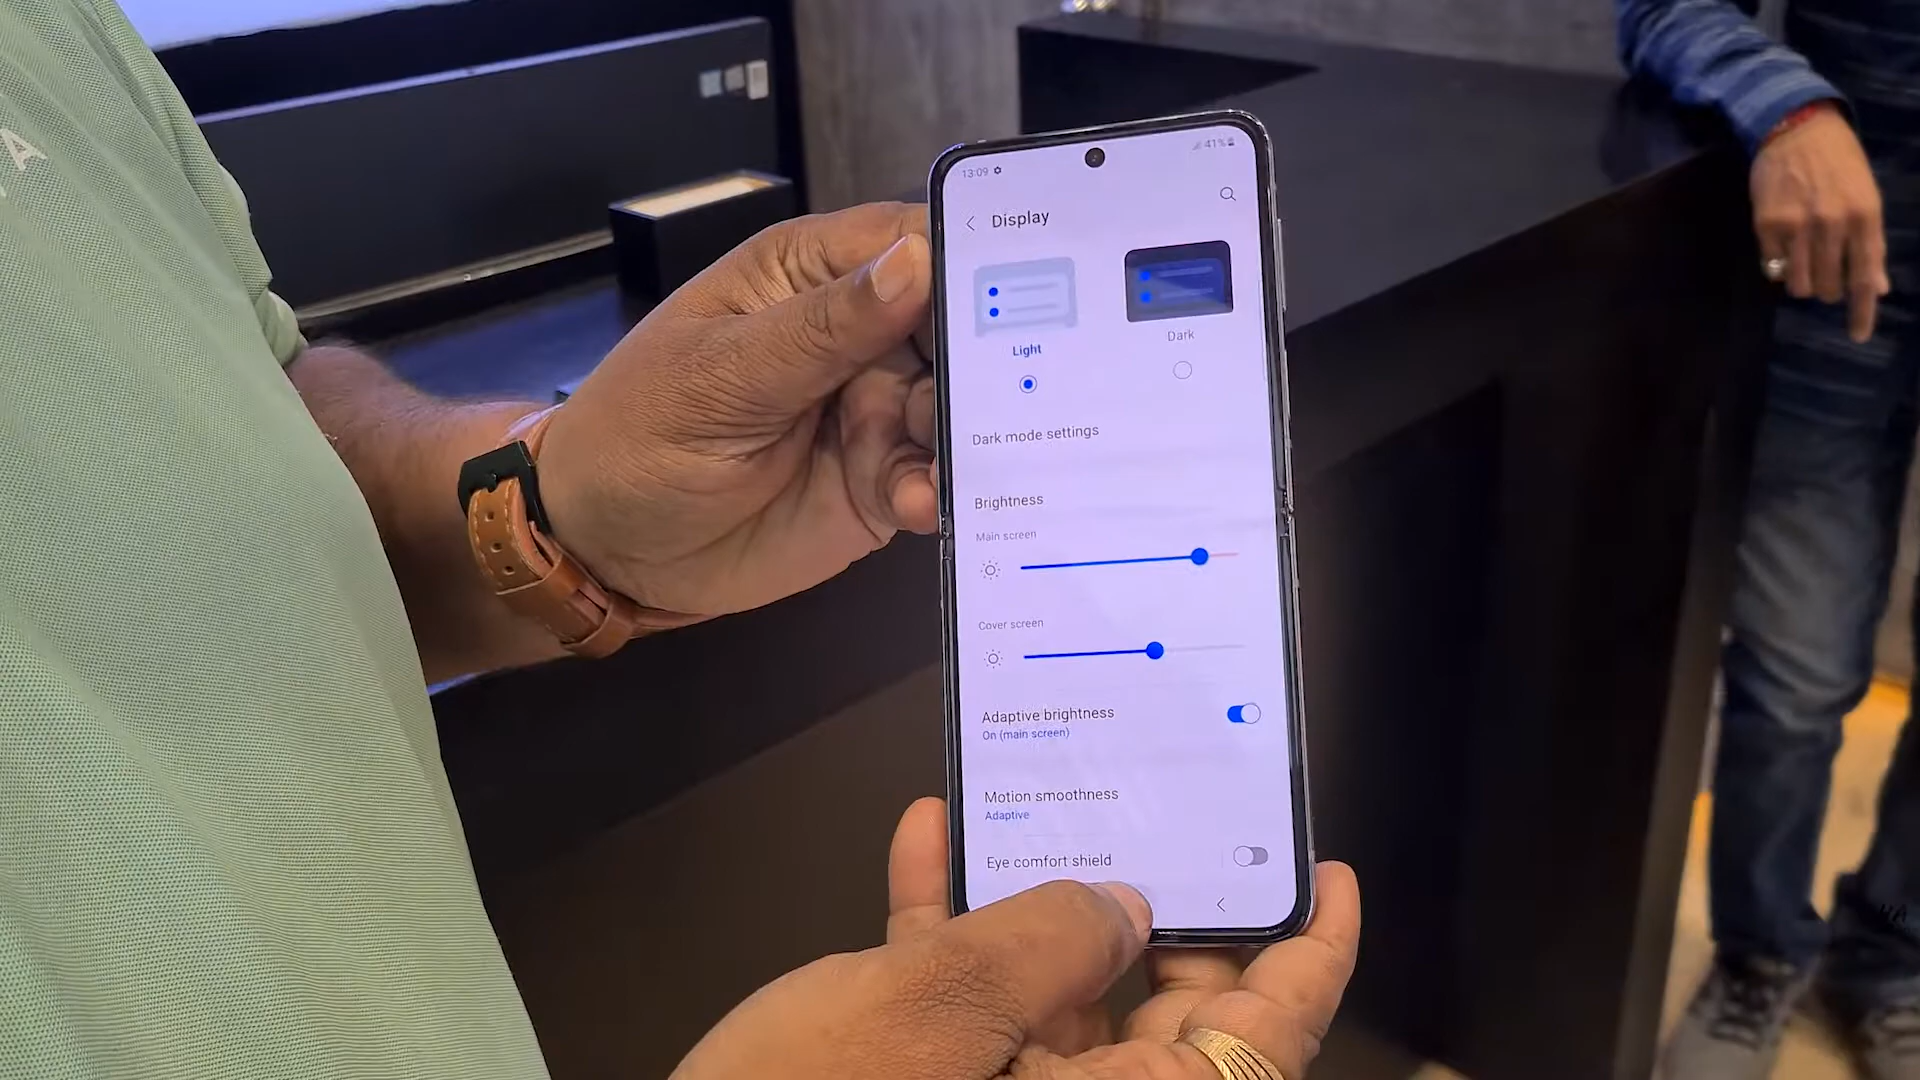 13:09
41%
Display
Light
Dark
Dark mode settings
Brightness
Main screen
Cover screen
Adaptive brightness
On (main screen)
Motion smoothness
Adaptive
Eye comfort shield